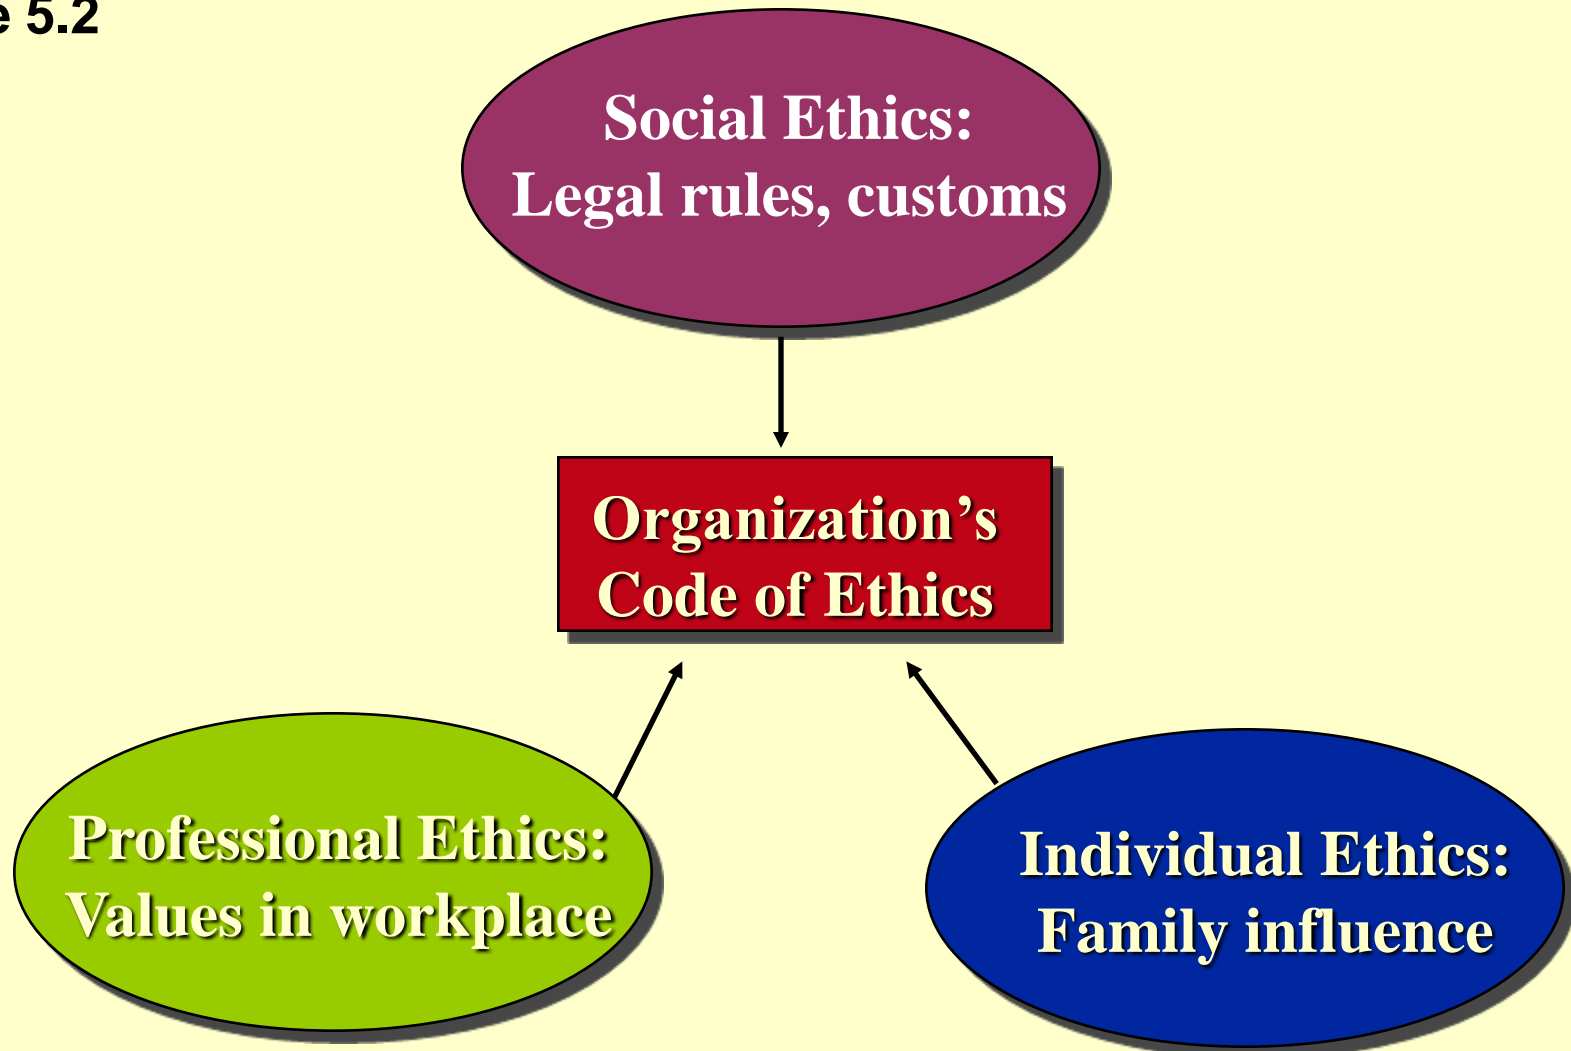 e 5.2
Social Ethics:
Legal rules, customs
Organization’s
Code of Ethics
Professional Ethics:
Values in workplace
Individual Ethics:
Family influence